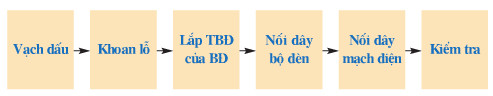 Vạch dấu
Khoan lỗ
Lắp TBĐ
của BĐ
Nối dây
bộ đèn
Nối dây
mạch điện
Kiểm tra